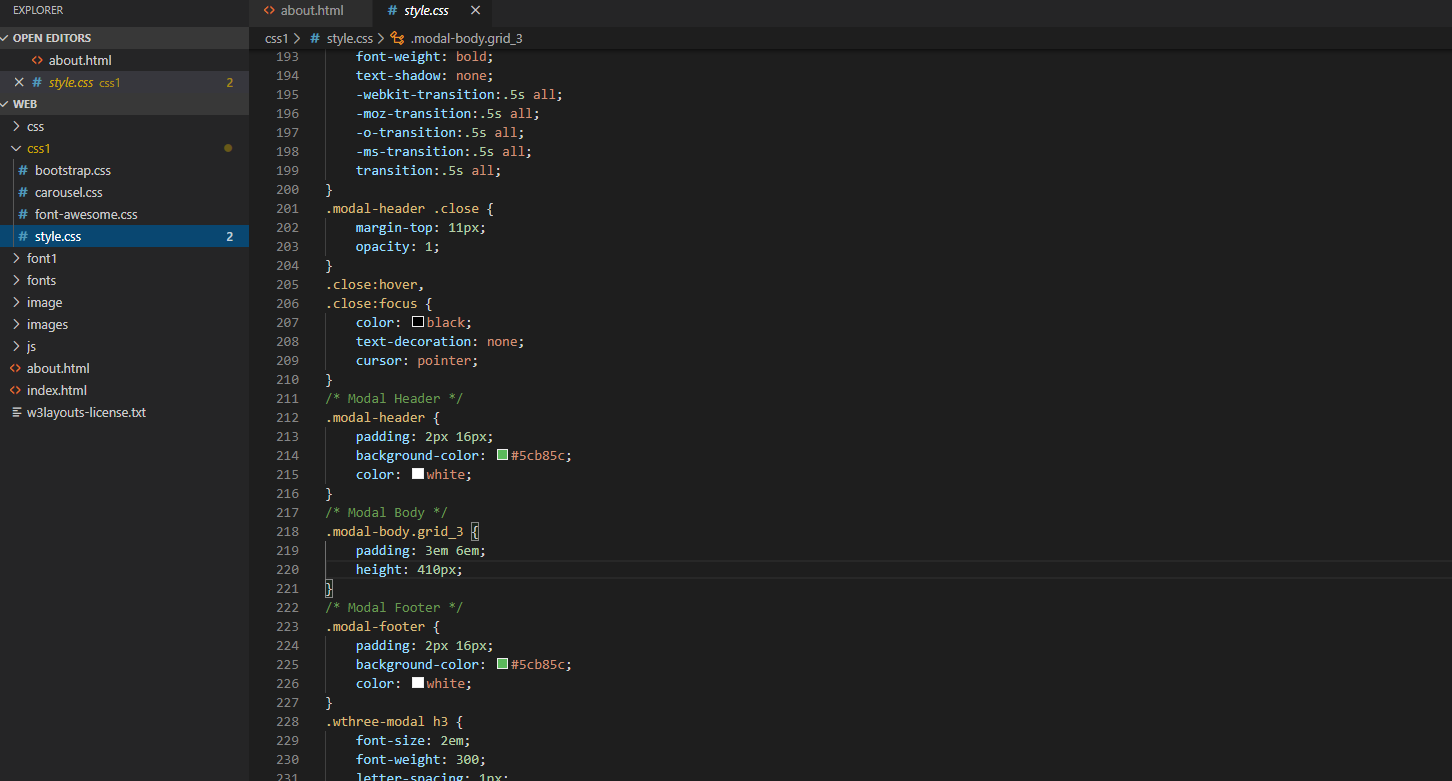 EXPLORER
OPEN EDITORS
about.html
style.css css1 2
WEB
css
css1
bootstrap.css
carousel.css
font-awesome.css
style.css 2
font1
fonts
image
images
js
about.html
index.html
w3layouts-license.txt
about.html style.css
css1 > # style.css > .modal-body.grid_3
193 font-weight: bold;
194 text-shadow: none;
195 -webkit-transition:.5s all;
196 -moz-transition:.5s all;
197 -o-transition:.5s all;
198 -ms-transition:.5s all;
199 transition:.5s all;
200 }
201 .modal-header .close {
202 margin-top: 11px;
203 opacity: 1;
204 }
205 .close:hover,
206 .close:focus {
207 color: black;
208 text-decoration: none;
209 cursor: pointer;
210 }
211 /* Modal Header */
212 .modal-header {
213 padding: 2px 16px;
214 background-color: #5cb85c;
215 color: white;
216 }
217 /* Modal Body */
218 .modal-body.grid_3 {
219 padding: 3em 6em;
220 height: 410px;
221 }
222 /* Modal Footer */
223 .modal-footer {
224 padding: 2px 16px;
225 background-color: #5cb85c;
226 color: white;
227 }
228 .wthree-modal h3 {
229 font-size: 2em;
230 font-weight: 300;
231 letter-spacing: 1px;